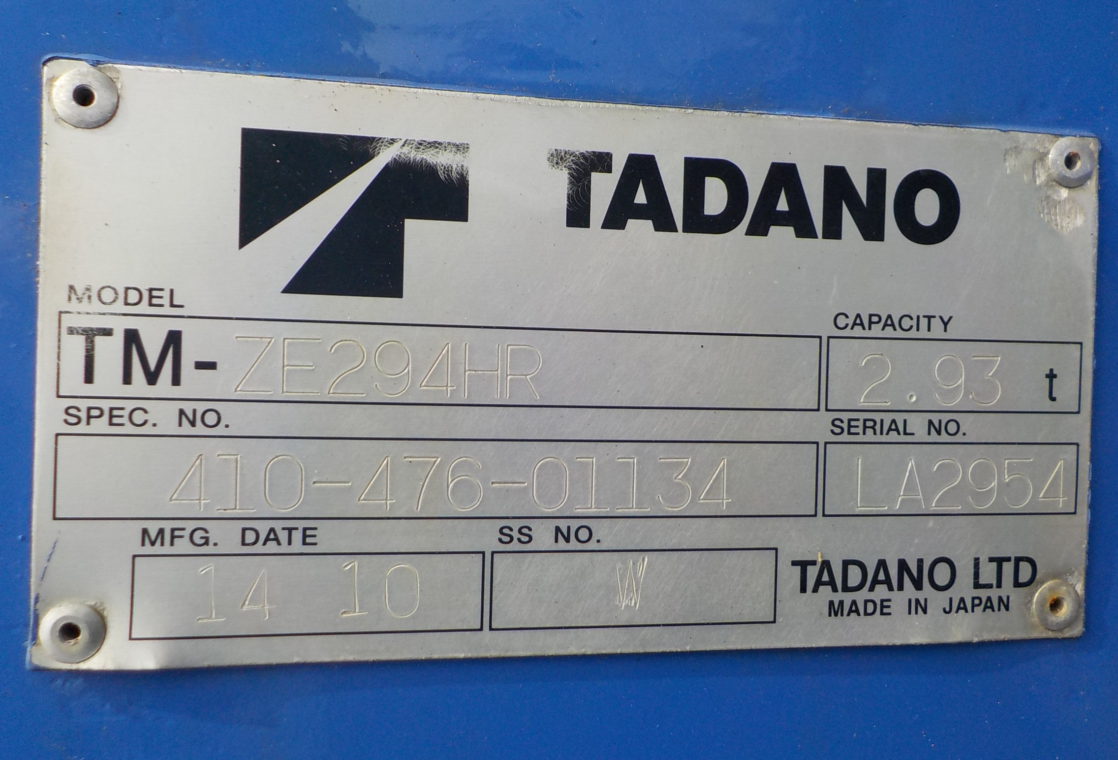 TADANO
MODEL
TM-ZE294HR
CAPACITY
2.93 t
SPEC. NO.
410-476-01134
SERIAL NO.
LA2954
MFG. DATE
14 10
SS NO.
W
TADANO LTD
MADE IN JAPAN